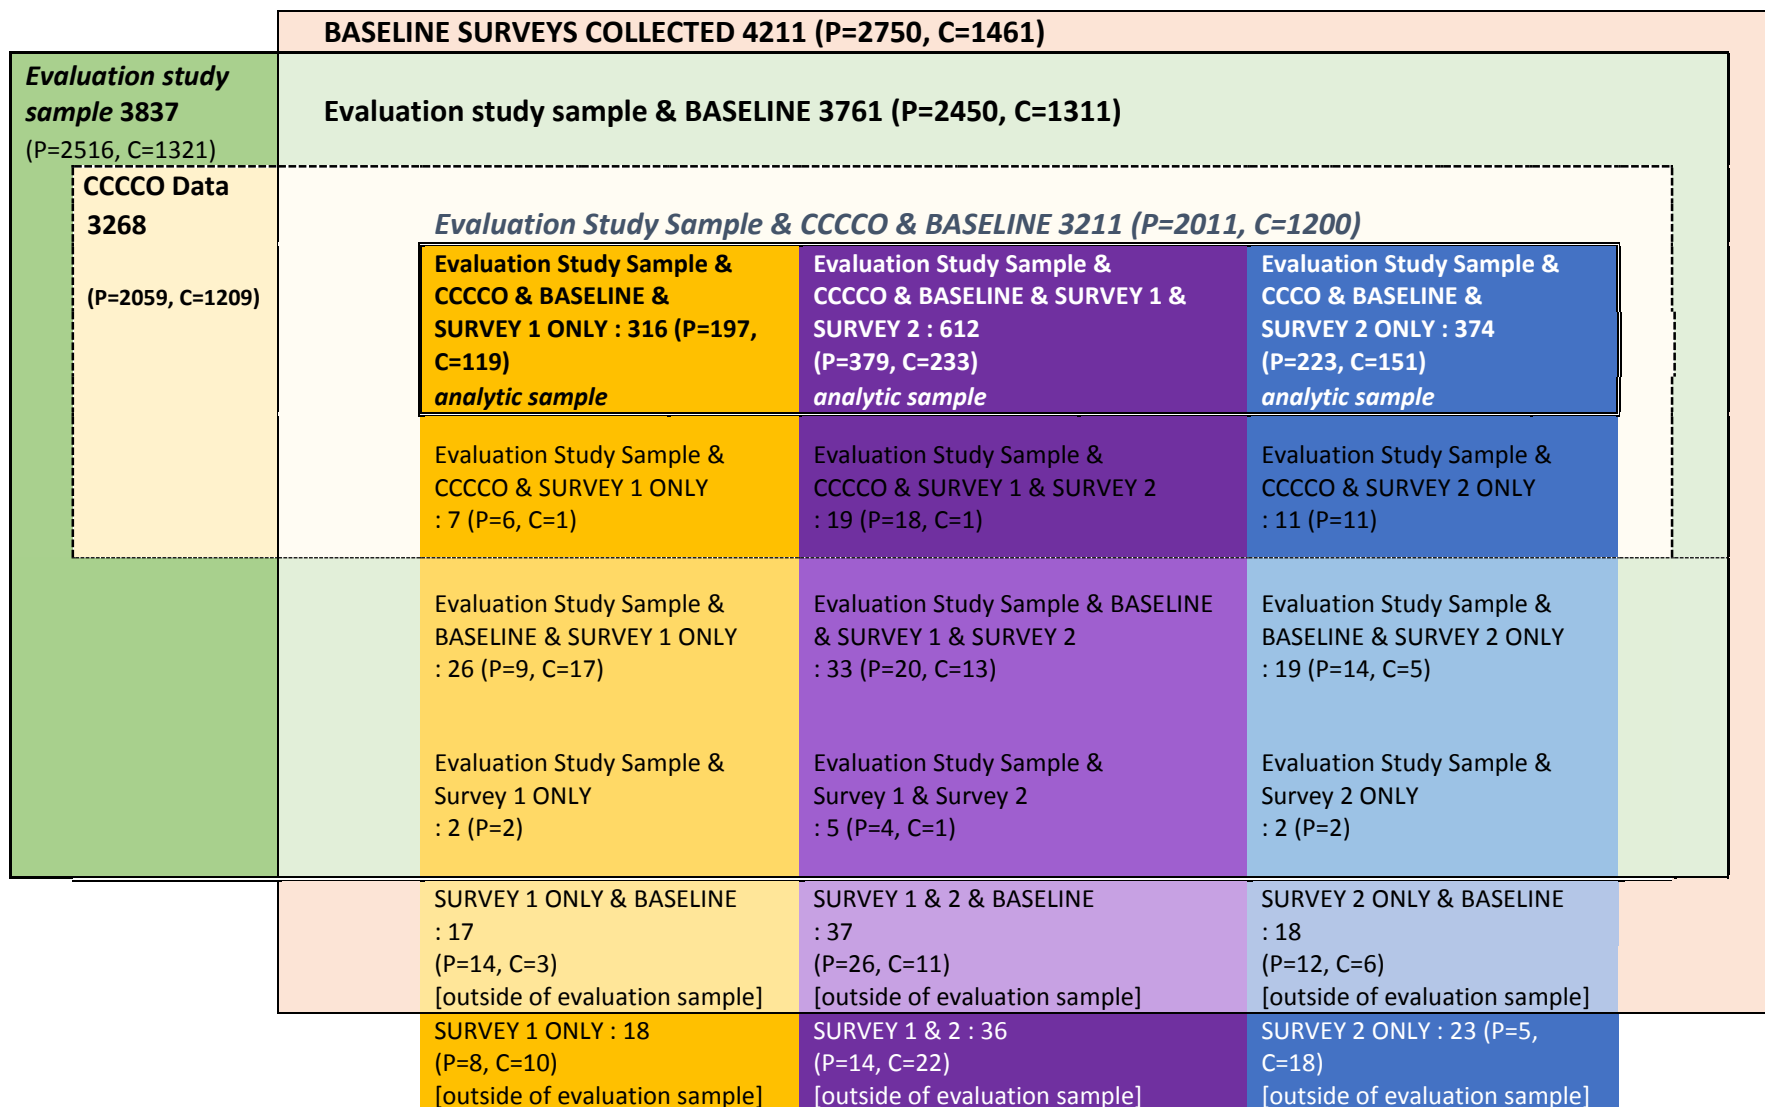 BASELINE SURVEYS COLLECTED 4211 (P=2750, C=1461)
Evaluation study
sample 3837
(P=2516, C=1321)
Evaluation study sample & BASELINE 3761 (P=2450, C=1311)
CCCCO Data
3268
(P=2059, C=1209)
Evaluation Study Sample & CCCCO & BASELINE 3211 (P=2011, C=1200)
Evaluation Study Sample &
CCCCO & BASELINE &
SURVEY 1 ONLY : 316 (P=197,
C=119)
analytic sample
Evaluation Study Sample &
CCCCO & BASELINE & SURVEY 1 &
SURVEY 2 : 612
(P=379, C=233)
analytic sample
Evaluation Study Sample &
CCCO & BASELINE &
SURVEY 2 ONLY : 374
(P=223, C=151)
analytic sample
Evaluation Study Sample &
CCCCO & SURVEY 1 ONLY
: 7 (P=6, C=1)
Evaluation Study Sample &
CCCCO & SURVEY 1 & SURVEY 2
: 19 (P=18, C=1)
Evaluation Study Sample &
CCCCO & SURVEY 2 ONLY
: 11 (P=11)
Evaluation Study Sample &
BASELINE & SURVEY 1 ONLY
: 26 (P=9, C=17)
Evaluation Study Sample & BASELINE
& SURVEY 1 & SURVEY 2
: 33 (P=20, C=13)
Evaluation Study Sample &
BASELINE & SURVEY 2 ONLY
: 19 (P=14, C=5)
Evaluation Study Sample &
Survey 1 ONLY
: 2 (P=2)
Evaluation Study Sample &
Survey 1 & Survey 2
: 5 (P=4, C=1)
Evaluation Study Sample &
Survey 2 ONLY
: 2 (P=2)
SURVEY 1 ONLY & BASELINE
: 17
(P=14, C=3)
[outside of evaluation sample]
SURVEY 1 & 2 & BASELINE
: 37
(P=26, C=11)
[outside of evaluation sample]
SURVEY 2 ONLY & BASELINE
: 18
(P=12, C=6)
[outside of evaluation sample]
SURVEY 1 ONLY : 18
(P=8, C=10)
[outside of evaluation sample]
SURVEY 1 & 2 : 36
(P=14, C=22)
[outside of evaluation sample]
SURVEY 2 ONLY : 23 (P=5,
C=18)
[outside of evaluation sample]